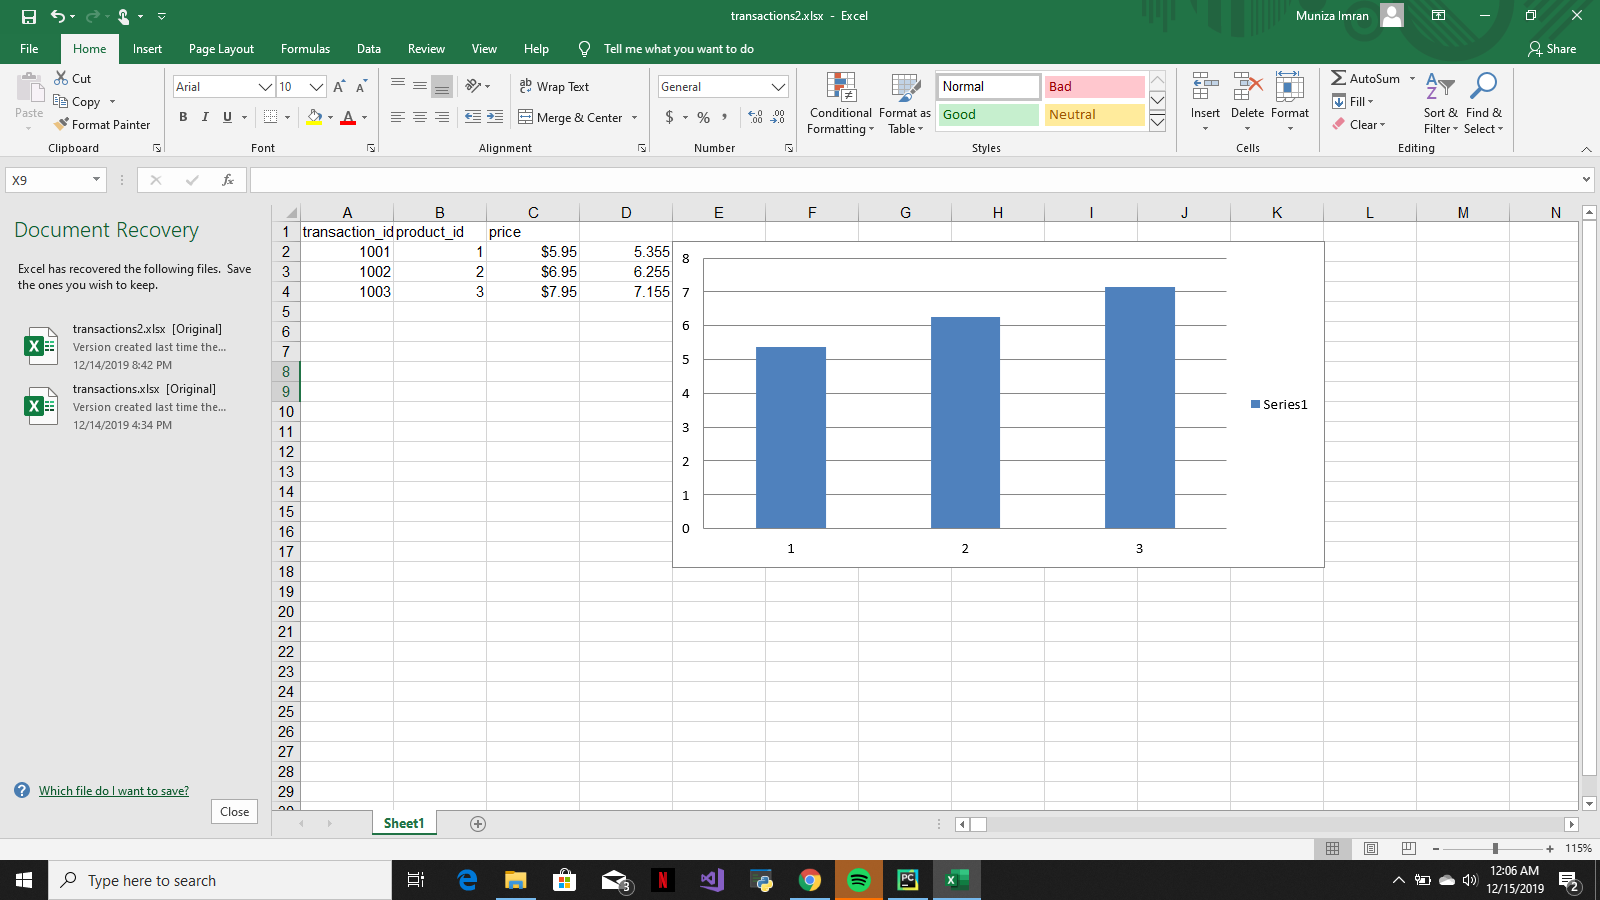 transactions2.xlsx - Excel
Muniza Imran
File Home Insert Page Layout Formulas Data Review View Help Tell me what you want to do Share
Paste
Cut
Copy
Format Painter
Clipboard
Arial 10 A A
B I U A
Font
ab Wrap Text
Merge & Center
Alignment
General
$ % ,
Number
Conditional Formatting
Format as Table
Normal Bad
Good Neutral
Styles
Insert Delete Format
Cells
AutoSum
Fill
Clear
Sort & Filter
Find & Select
Editing
X9 fx
Document Recovery
Excel has recovered the following files. Save
the ones you wish to keep.
transactions2.xlsx [Original]
Version created last time the...
12/14/2019 8:42 PM
transactions.xlsx [Original]
Version created last time the...
12/14/2019 4:34 PM
Which file do I want to save?
Close
A B C D E F G H I J K L M N
1 transaction_id product_id price
2 1001 1 $5.95 5.355
3 1002 2 $6.95 6.255
4 1003 3 $7.95 7.155
5
6
7
8
9
10
11
12
13
14
15
16
17
18
19
20
21
22
23
24
25
26
27
28
29
8
7
6
5
4
3
2
1
0
1 2 3
Series1
Sheet1
115%
Type here to search
3
N
PC
12:06 AM
12/15/2019
2